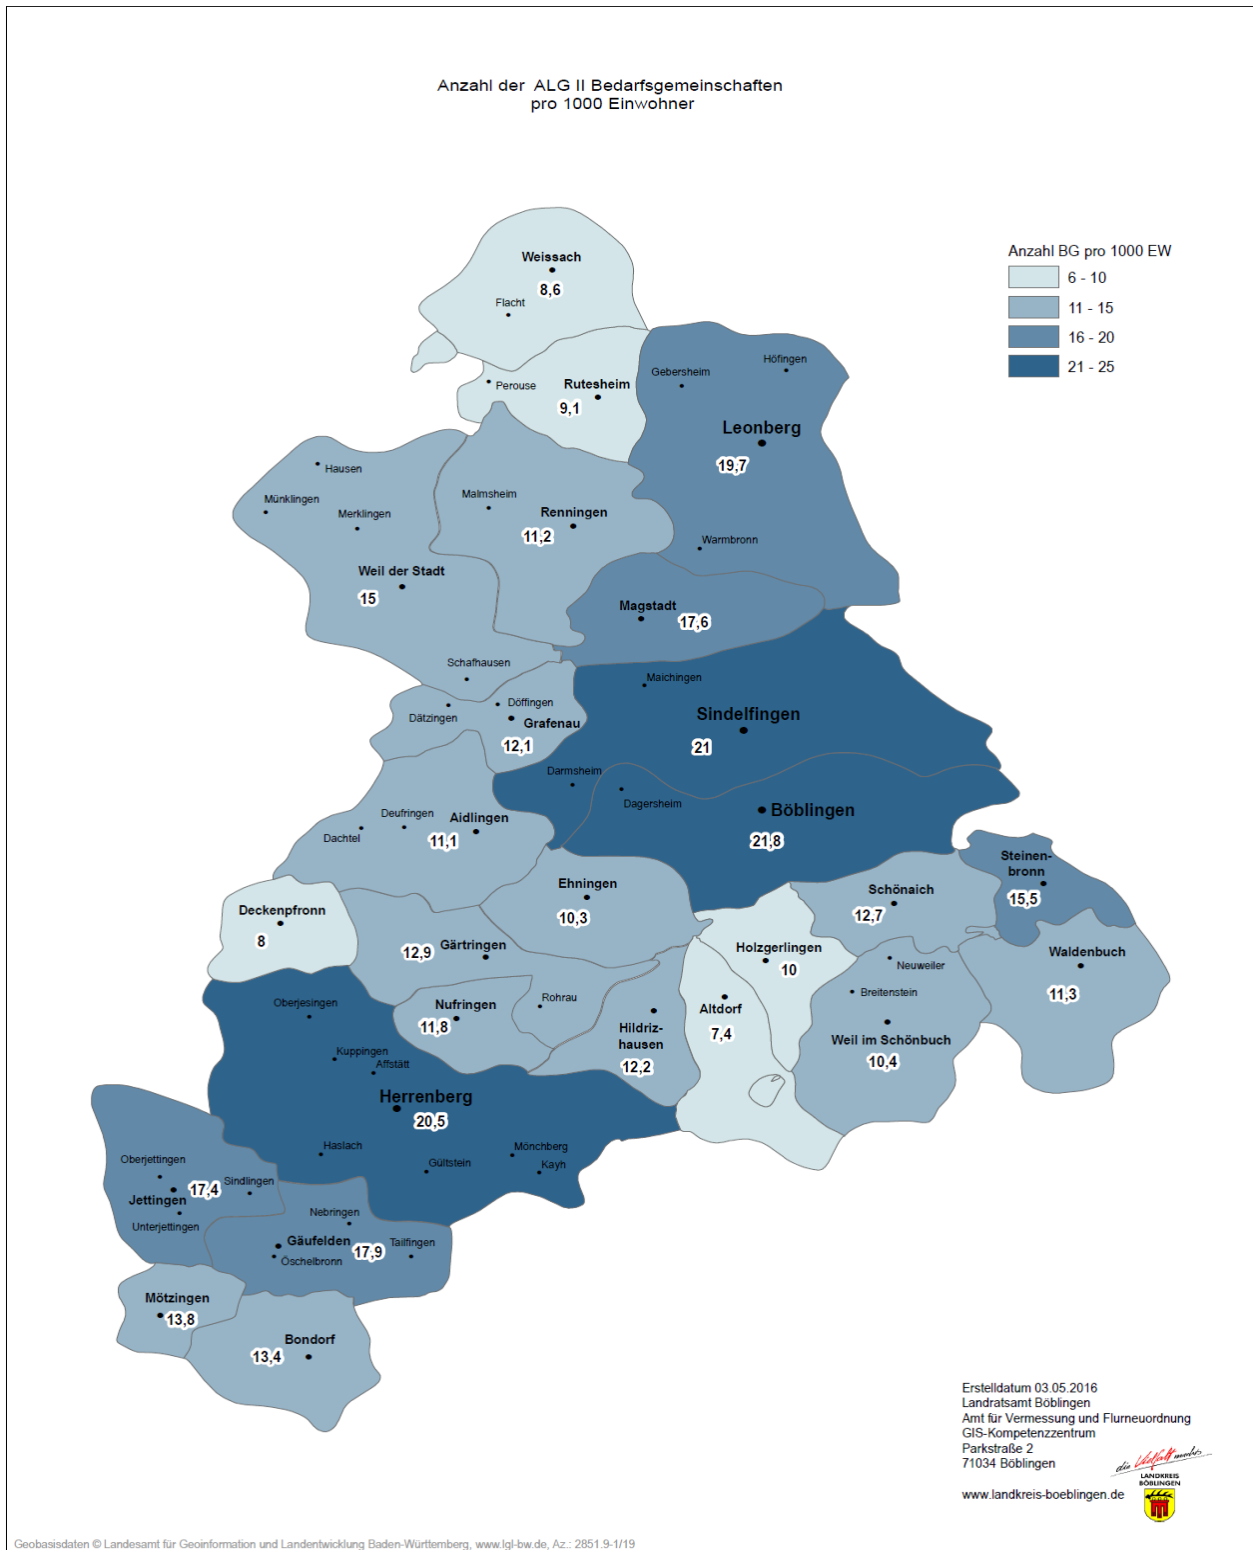 Anzahl der ALG II Bedarfsgemeinschaften
pro 1000 Einwohner
Anzahl BG pro 1000 EW
6 - 10
11 - 15
16 - 20
21 - 25
Weissach
8,6
Flacht
Perouse
Rutesheim
9,1
Gebersheim
Höfingen
Leonberg
19,7
Warmbronn
Hausen
Münklingen
Merklingen
Weil der Stadt
15
Schafhausen
Malmsheim
Renningen
11,2
Magstadt
17,6
Maichingen
Sindelfingen
21
Darmsheim
Dätzingen
Döffingen
Grafenau
12,1
Dagersheim
Böblingen
21,8
Deufringen
Dachtel
Aidlingen
11,1
Ehningen
10,3
Deckenpfronn
8
Gärtringen
12,9
Rohrau
Nufringen
11,8
Hildriz-
hausen
12,2
Altdorf
7,4
Holzgerlingen
10
Schönaich
12,7
Steinen-
bronn
15,5
Waldenbuch
11,3
Neuweiler
Breitenstein
Weil im Schönbuch
10,4
Oberjesingen
Kuppingen
Affstätt
Herrenberg
20,5
Haslach
Gültstein
Mönchberg
Kayh
Oberjettingen
Jettingen
17,4
Sindlingen
Unterjettingen
Nebringen
Gäufelden
17,9
Tailfingen
Öschelbronn
Mötzingen
13,8
Bondorf
13,4
Erstelldatum 03.05.2016
Landratsamt Böblingen
Amt für Vermessung und Flurneuordnung
GIS-Kompetenzzentrum
Parkstraße 2
71034 Böblingen
www.landkreis-boeblingen.de
die Vielfalt machts
LANDKREIS
BÖBLINGEN
Geobasisdaten © Landesamt für Geoinformation und Landentwicklung Baden-Württemberg, www.lgl-bw.de, Az.: 2851.9-1/19